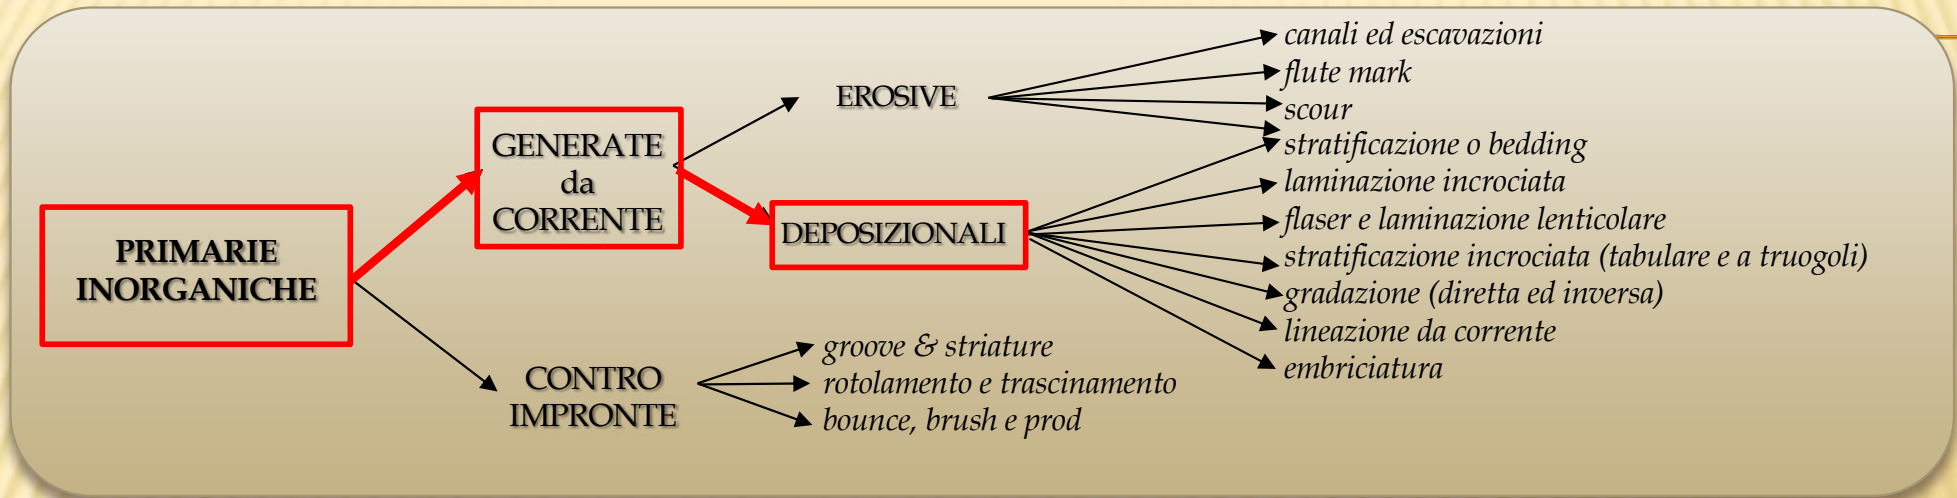 canali ed escavazioni
flute mark
EROSIVE
scour
GENERATE
da
CORRENTE
stratificazione o bedding
laminazione incrociata
flaser e laminazione lenticolare
DEPOSIZIONALI
stratificazione incrociata (tabulare e a truogoli)
gradazione (diretta ed inversa)
lineazione da corrente
embriciatura
PRIMARIE
INORGANICHE
groove & striature
CONTRO
IMPRONTE
rotolamento e trascinamento
bounce, brush e prod